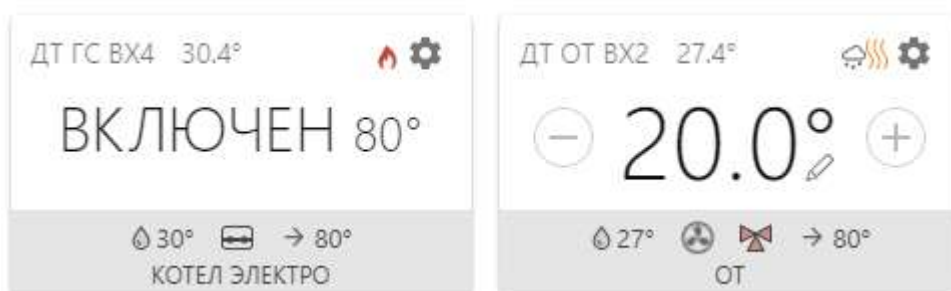 ДТ ГС ВХ4 30.4°
ВКЛЮЧЕН 80°
30° → 80°
КОТЕЛ ЭЛЕКТРО
ДТ ОТ ВХ2 27.4°
− 20.0° +
27° → 80°
ОТ